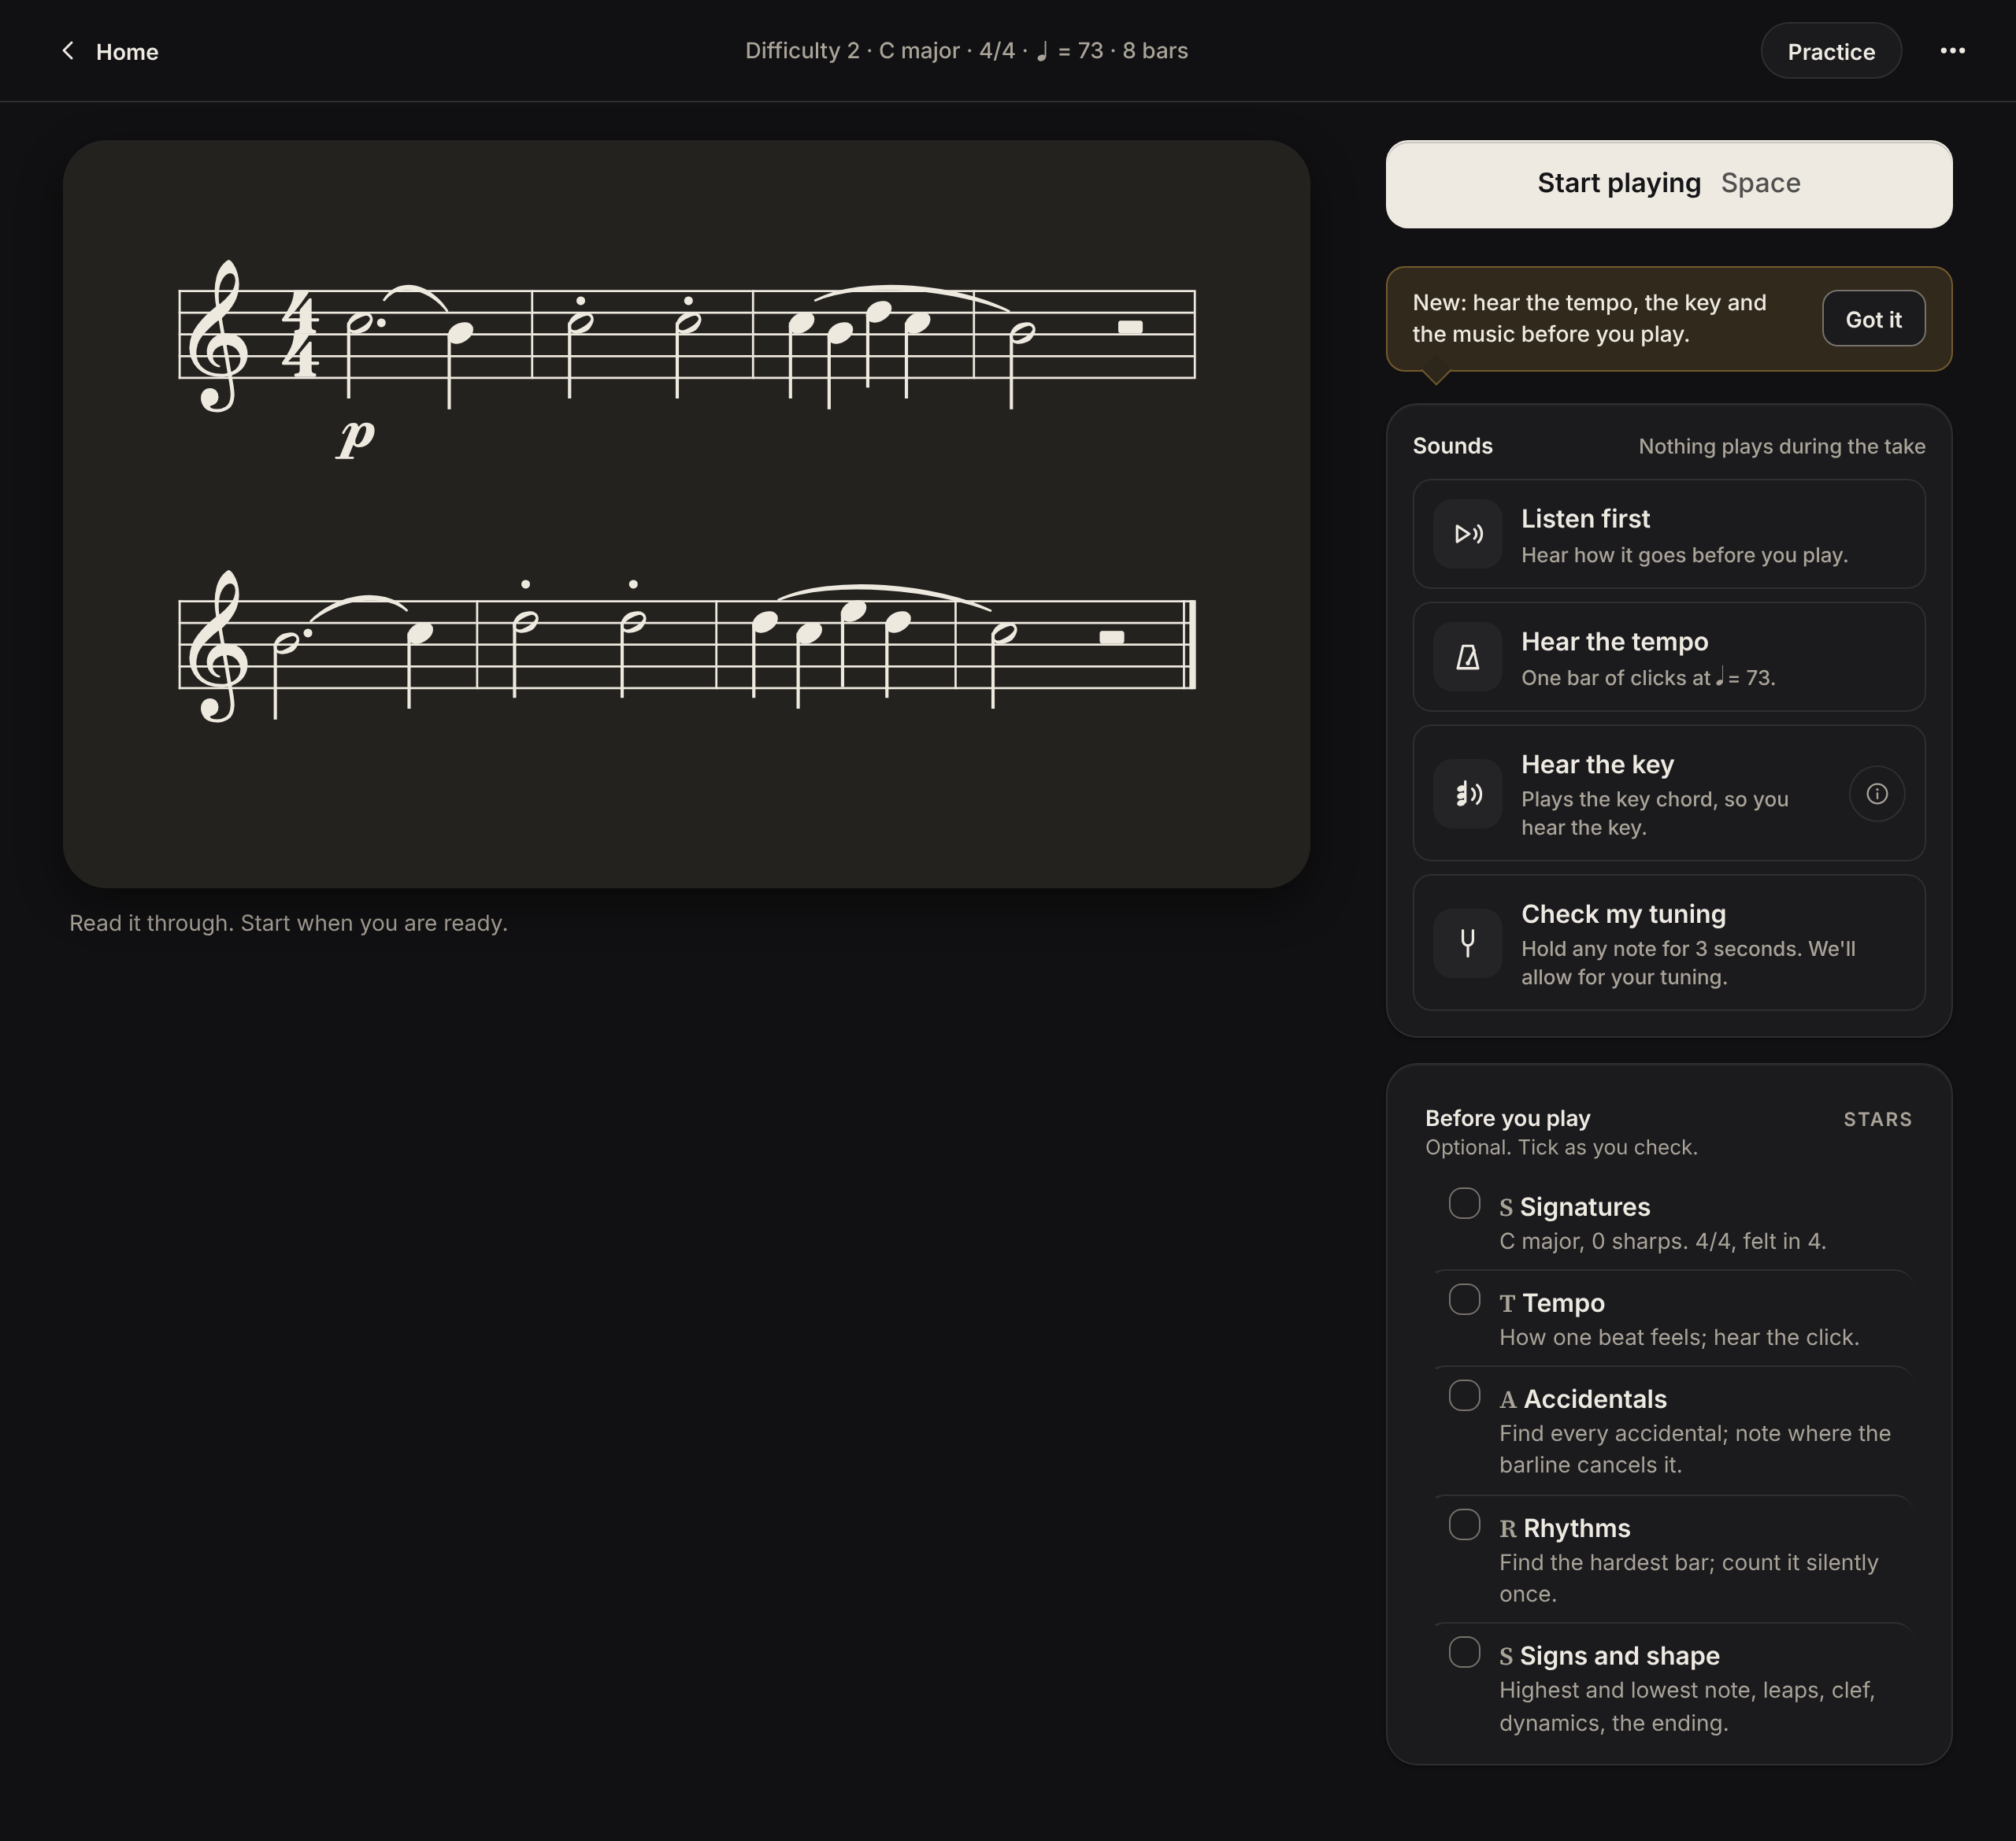 Home
Difficulty 2 · C major · 4/4 · ♩ = 73 · 8 bars
Practice
Start playing Space
New: hear the tempo, the key and
the music before you play.
Got it
Sounds
Nothing plays during the take
Listen first
Hear how it goes before you play.
Hear the tempo
One bar of clicks at ♩ = 73.
Hear the key
Plays the key chord, so you
hear the key.
Check my tuning
Hold any note for 3 seconds. We'll
allow for your tuning.
4
4
p
Read it through. Start when you are ready.
Before you play
STARS
Optional. Tick as you check.
S Signatures
C major, 0 sharps. 4/4, felt in 4.
T Tempo
How one beat feels; hear the click.
A Accidentals
Find every accidental; note where the
barline cancels it.
R Rhythms
Find the hardest bar; count it silently
once.
S Signs and shape
Highest and lowest note, leaps, clef,
dynamics, the ending.